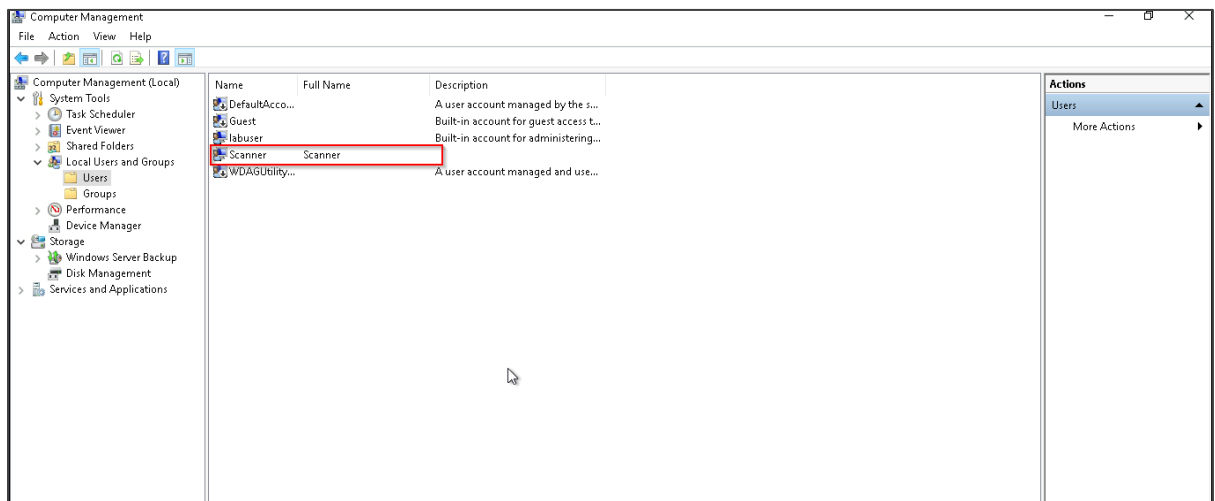 Computer Management
File Action View Help
Computer Management (Local)
System Tools
Task Scheduler
Event Viewer
Shared Folders
Local Users and Groups
Users
Groups
Performance
Device Manager
Storage
Windows Server Backup
Disk Management
Services and Applications
Name Full Name Description
DefaultAcco... A user account managed by the s...
Guest Built-in account for guest access t...
labuser Built-in account for administering...
Scanner Scanner
WDAGUtility... A user account managed and use...
Actions
Users
More Actions